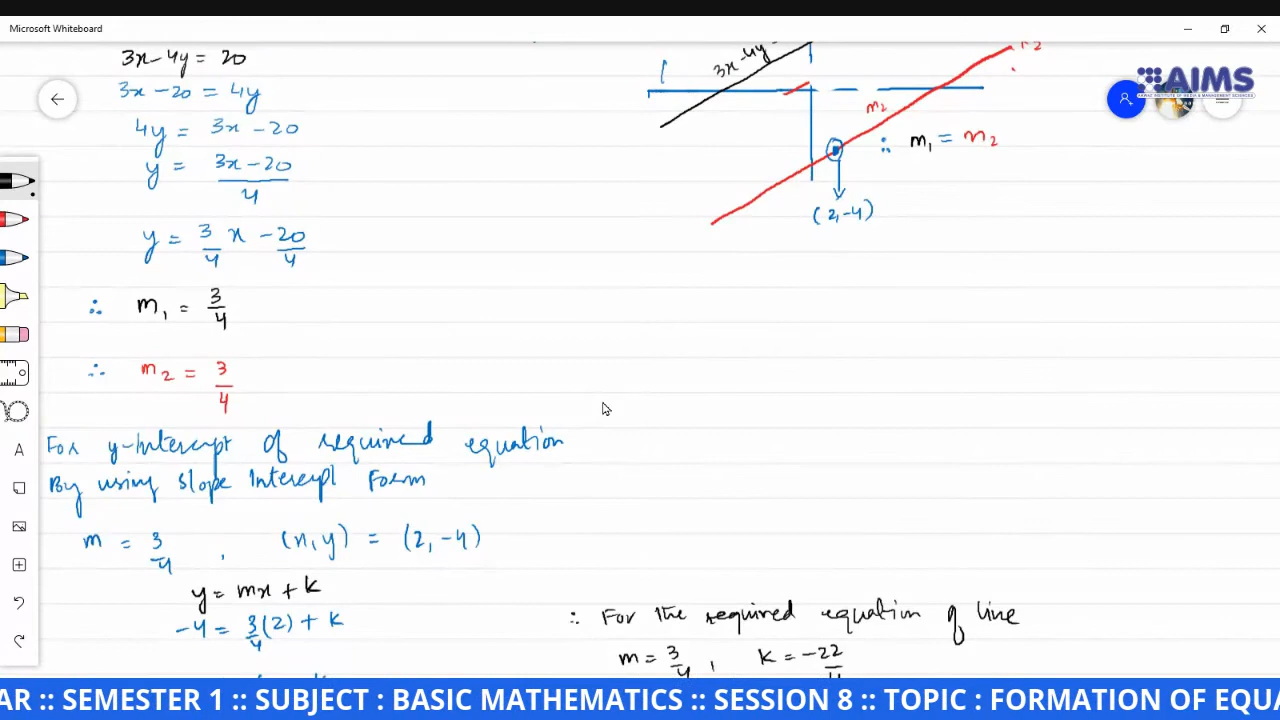 Microsoft Whiteboard
3x-4y = 20
3x-20 = 4y
4y = 3x-20
y = 3x-20/4
y = 3/4 x - 20/4
∴ m1 = 3/4
∴ m2 = 3/4
For y-Intercept of required equation
By using Slope Intercept Form
m = 3/4 , (x,y) = (2,-4)
y = mx + k
-4 = 3/4(2) + k
3x-4y=
m2
∴ m1 = m2
(2,-4)
∴ For the required equation of line
m = 3/4 , k = -22/4
AIMS
AR :: SEMESTER 1 :: SUBJECT : BASIC MATHEMATICS :: SESSION 8 :: TOPIC : FORMATION OF EQUA